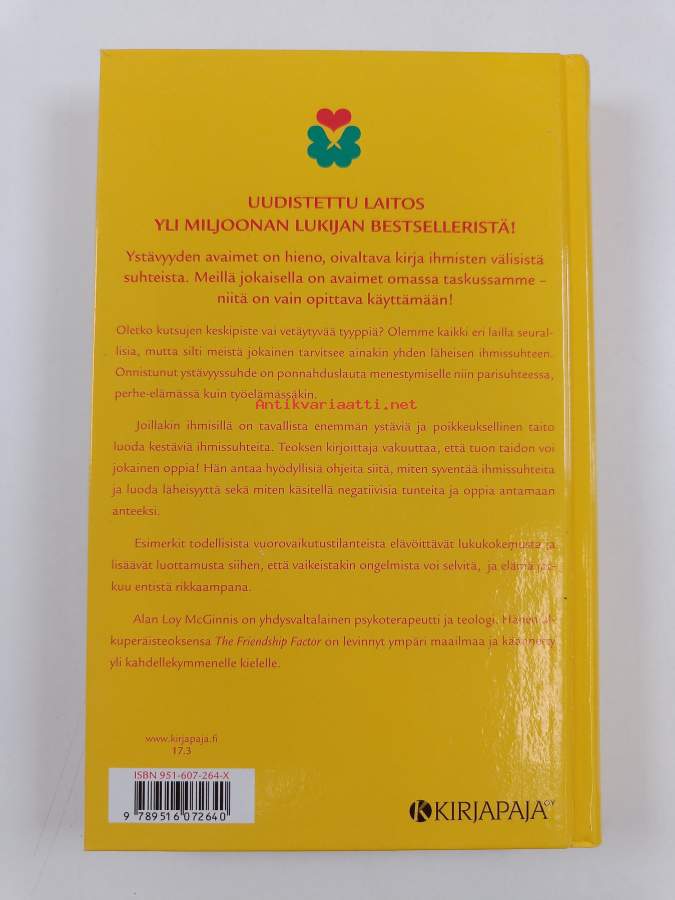 UUDISTETTU LAITOS
YLI MILJOONAN LUKIJAN BESTSELLERISTÄ!
Ystävyyden avaimet on hieno, oivaltava kirja ihmisten välisistä
suhteista. Meillä jokaisella on avaimet omassa taskussamme –
niitä on vain opittava käyttämään!
Oletko kutsujen keskipiste vai vetäytyvää tyyppiä? Olemme kaikki eri lailla seural-
lisia, mutta silti meistä jokainen tarvitsee ainakin yhden läheisen ihmissuhteen.
Onnistunut ystävyyssuhde on ponnahduslauta menestymiselle niin parisuhteessa,
perhe-elämässä kuin työelämässäkin.
Antikvariaatti.net
Joillakin ihmisillä on tavallista enemmän ystäviä ja poikkeuksellinen taito
luoda kestäviä ihmissuhteita. Teoksen kirjoittaja vakuuttaa, että tuon taidon voi
jokainen oppia! Hän antaa hyödyllisiä ohjeita siitä, miten syventää ihmissuhteita
ja luoda läheisyyttä sekä miten käsitellä negatiivisia tunteita ja oppia antamaan
anteeksi.
Esimerkit todellisista vuorovaikutustilanteista elävöittävät lukukokemusta ja
lisäävät luottamusta siihen, että vaikeistakin ongelmista voi selvitä, ja elämä jat-
kuu entistä rikkaampana.
Alan Loy McGinnis on yhdysvaltalainen psykoterapeutti ja teologi. Hänen al-
kuperäisteoksensa The Friendship Factor on levinnyt ympäri maailmaa ja käännetty
yli kahdellekymmenelle kielelle.
www.kirjapaja.fi
17.3
ISBN 951-607-264-X
9 789516 072640
KIRJAPAJA OY